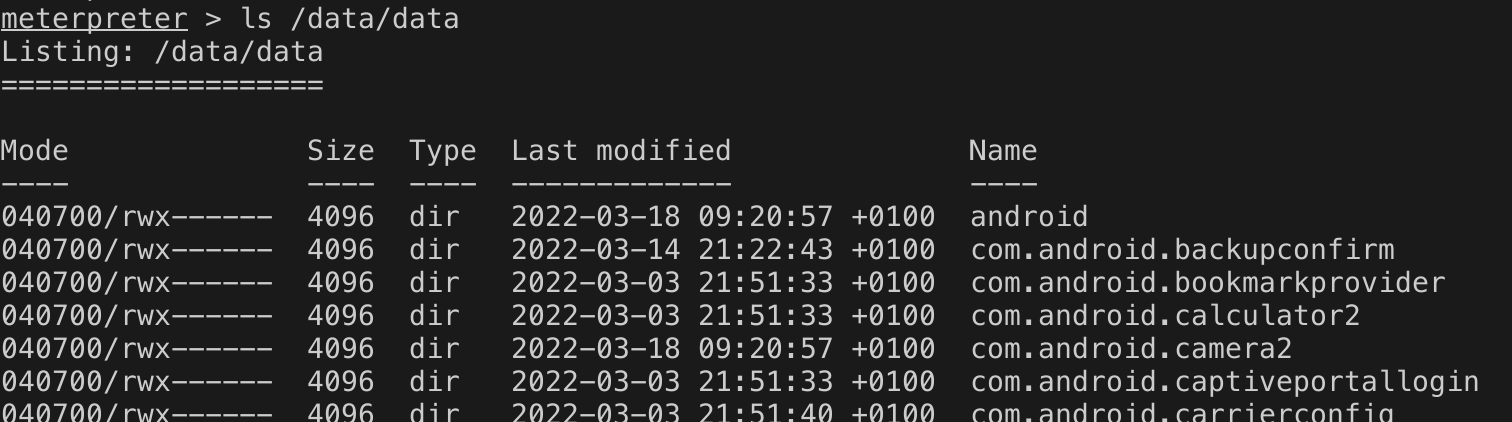 meterpreter > ls /data/data
Listing: /data/data
===================
Mode Size Type Last modified Name
---- ---- ---- ------------- ----
040700/rwx------ 4096 dir 2022-03-18 09:20:57 +0100 android
040700/rwx------ 4096 dir 2022-03-14 21:22:43 +0100 com.android.backupconfirm
040700/rwx------ 4096 dir 2022-03-03 21:51:33 +0100 com.android.bookmarkprovider
040700/rwx------ 4096 dir 2022-03-03 21:51:33 +0100 com.android.calculator2
040700/rwx------ 4096 dir 2022-03-18 09:20:57 +0100 com.android.camera2
040700/rwx------ 4096 dir 2022-03-03 21:51:33 +0100 com.android.captiveportallogin
040700/rwx------ 4096 dir 2022-03-03 21:51:40 +0100 com.android.carrierconfig